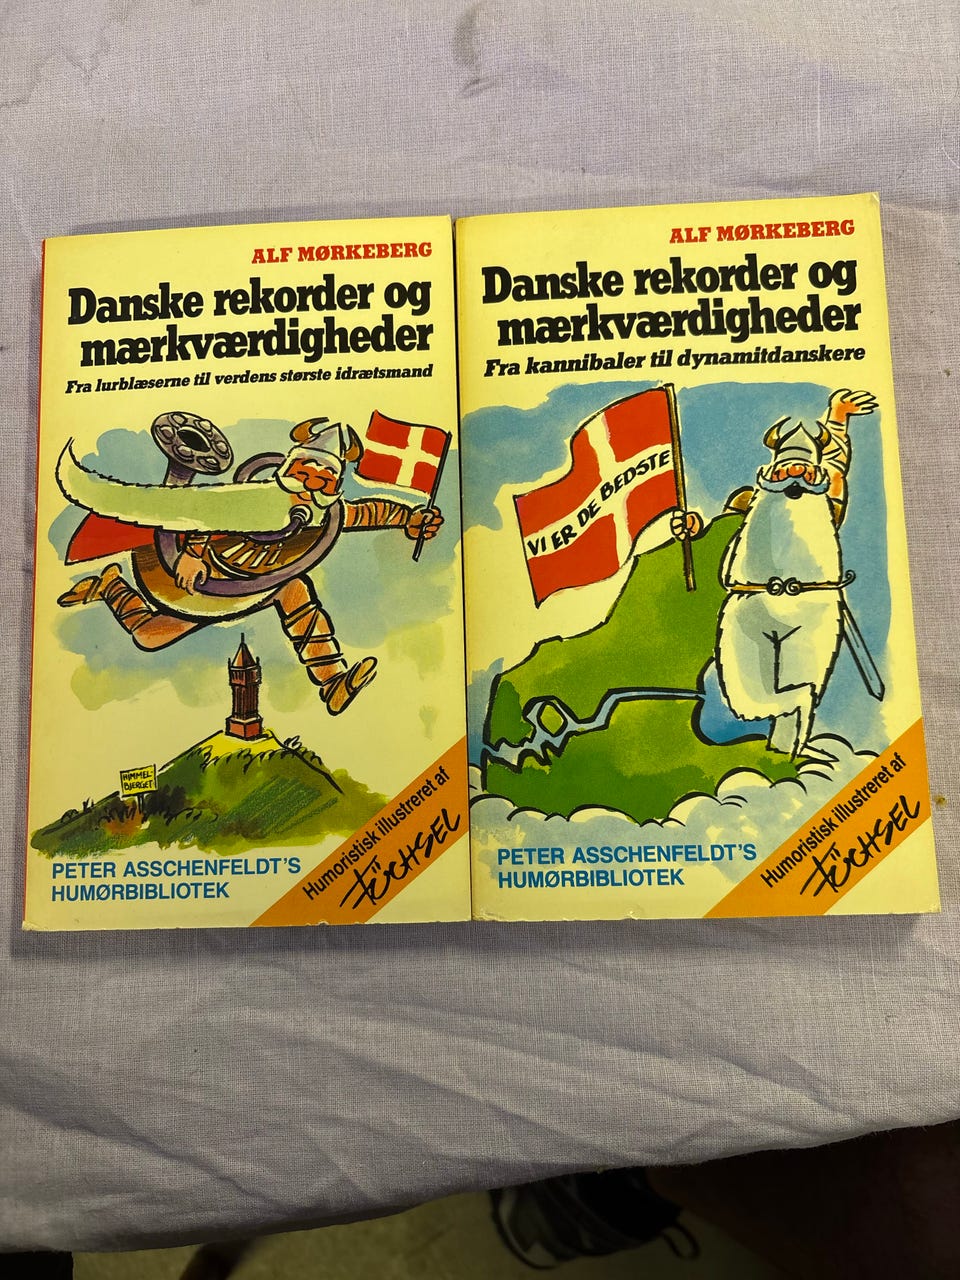 ALF MØRKEBERG
Danske rekorder og
mærkværdigheder
Fra lurblæserne til verdens største idrætsmand
HIMMEL-
BJERGET
PETER ASSCHENFELDT'S
HUMØRBIBLIOTEK
Humoristisk illustreret af
FÜCHSEL
ALF MØRKEBERG
Danske rekorder og
mærkværdigheder
Fra kannibaler til dynamitdanskere
VI ER DE BEDSTE
PETER ASSCHENFELDT'S
HUMØRBIBLIOTEK
Humoristisk illustreret af
FÜCHSEL